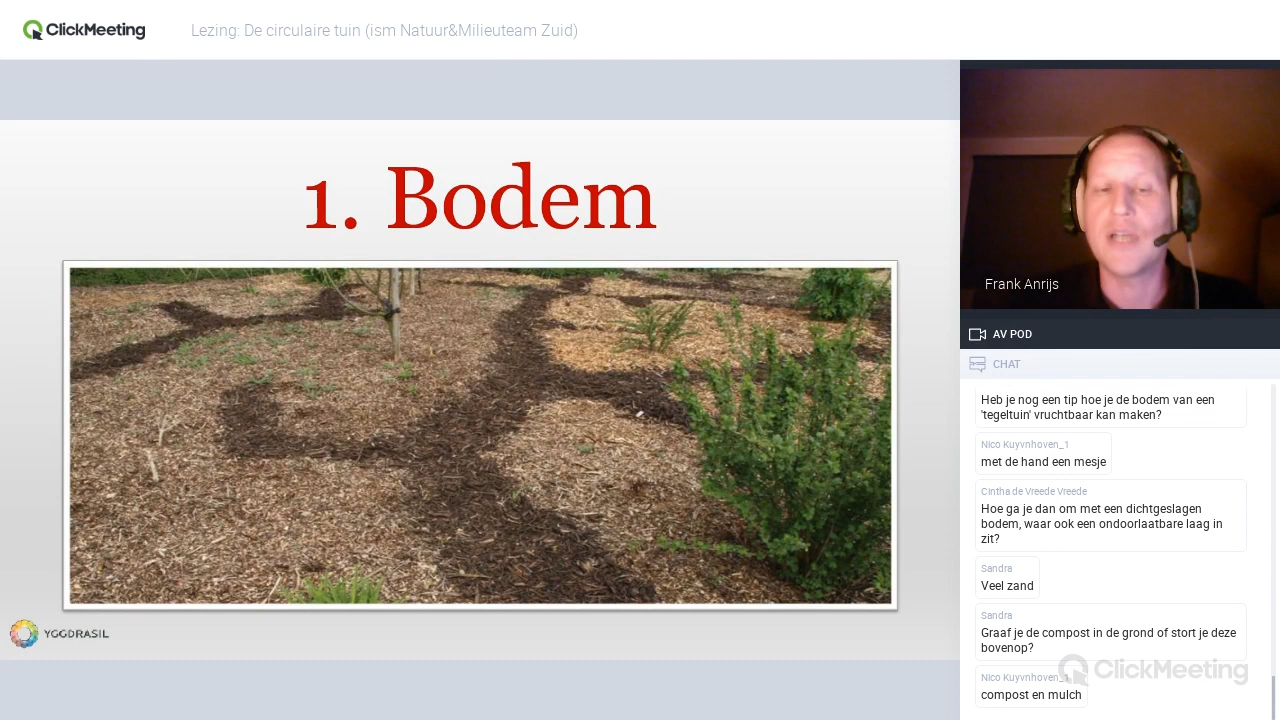 ClickMeeting
Lezing: De circulaire tuin (ism Natuur&Milieuteam Zuid)
1. Bodem
YGGDRASIL
Frank Anrijs
AV POD
CHAT
Heb je nog een tip hoe je de bodem van een
'tegeltuin' vruchtbaar kan maken?
Nico Kuyvnhoven_1
met de hand een mesje
Cintha de Vreede Vreede
Hoe ga je dan om met een dichtgeslagen
bodem, waar ook een ondoorlaatbare laag in
zit?
Sandra
Veel zand
Sandra
Graaf je de compost in de grond of stort je deze
bovenop?
Nico Kuyvnhoven_1
compost en mulch
ClickMeeting